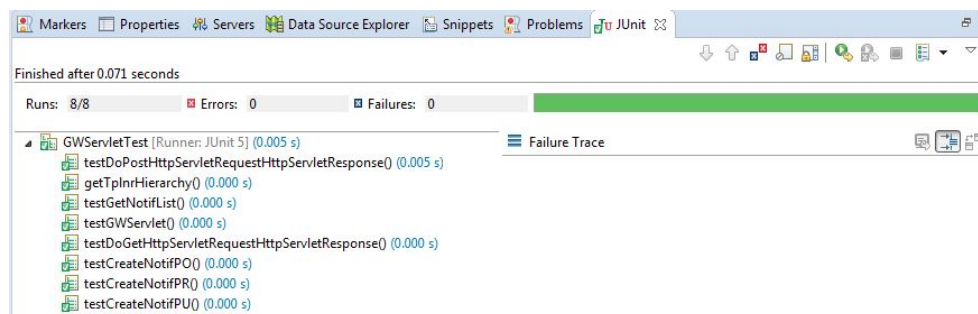 Markers Properties Servers Data Source Explorer Snippets Problems JUnit
Finished after 0.071 seconds
Runs: 8/8 Errors: 0 Failures: 0
GWServletTest [Runner: JUnit 5] (0.005 s) Failure Trace
testDoPostHttpServletRequestHttpServletResponse() (0.005 s)
getTplnrHierarchy() (0.000 s)
testGetNotifList() (0.000 s)
testGWServlet() (0.000 s)
testDoGetHttpServletRequestHttpServletResponse() (0.000 s)
testCreateNotifPO() (0.000 s)
testCreateNotifPR() (0.000 s)
testCreateNotifPU() (0.000 s)